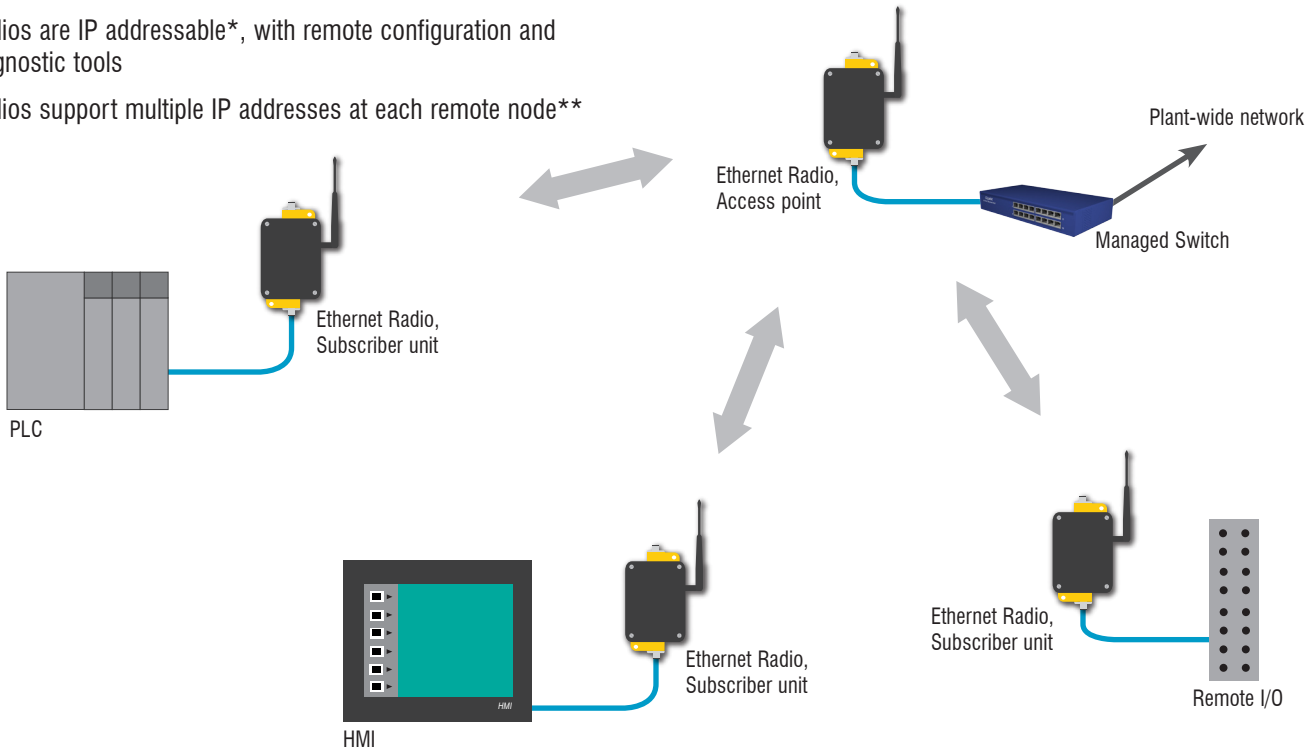 dios are IP addressable*, with remote configuration and
gnostic tools
dios support multiple IP addresses at each remote node**
Plant-wide network
Ethernet Radio,
Access point
Managed Switch
Ethernet Radio,
Subscriber unit
PLC
Ethernet Radio,
Subscriber unit
HMI
HMI
Ethernet Radio,
Subscriber unit
Remote I/O